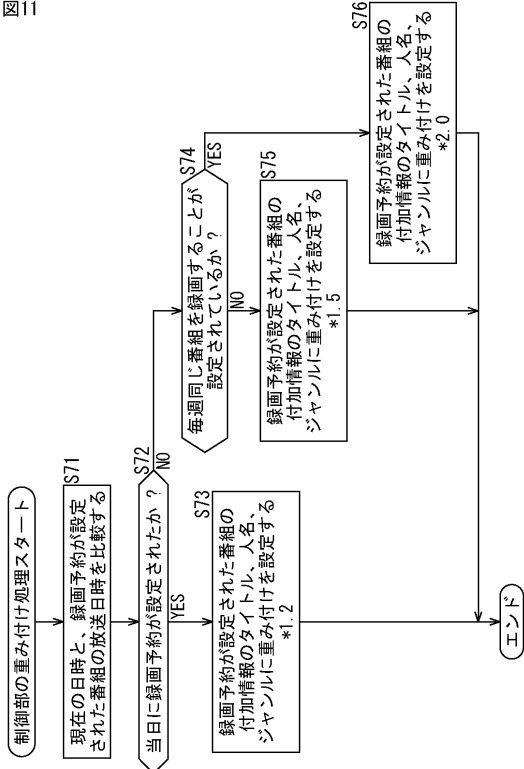 図11
制御部の重み付け処理スタート
S71
現在の日時と、録画予約が設定
された番組の放送日時を比較する
S72
当日に録画予約が設定されたか？
NO
YES
S73
録画予約が設定された番組の
付加情報のタイトル、人名、
ジャンルに重み付けを設定する
*1.2
S74
毎週同じ番組を録画することが
設定されているか？
YES
NO
S75
録画予約が設定された番組の
付加情報のタイトル、人名、
ジャンルに重み付けを設定する
*1.5
S76
録画予約が設定された番組の
付加情報のタイトル、人名、
ジャンルに重み付けを設定する
*2.0
エンド